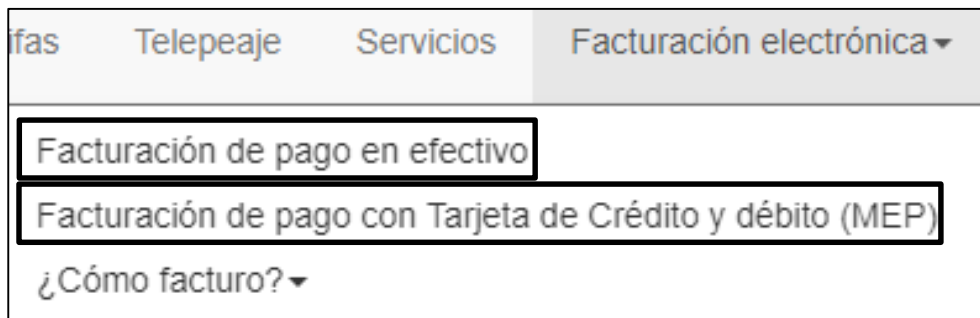 ifas Telepeaje Servicios Facturación electrónica
Facturación de pago en efectivo
Facturación de pago con Tarjeta de Crédito y débito (MEP)
¿Cómo facturo?